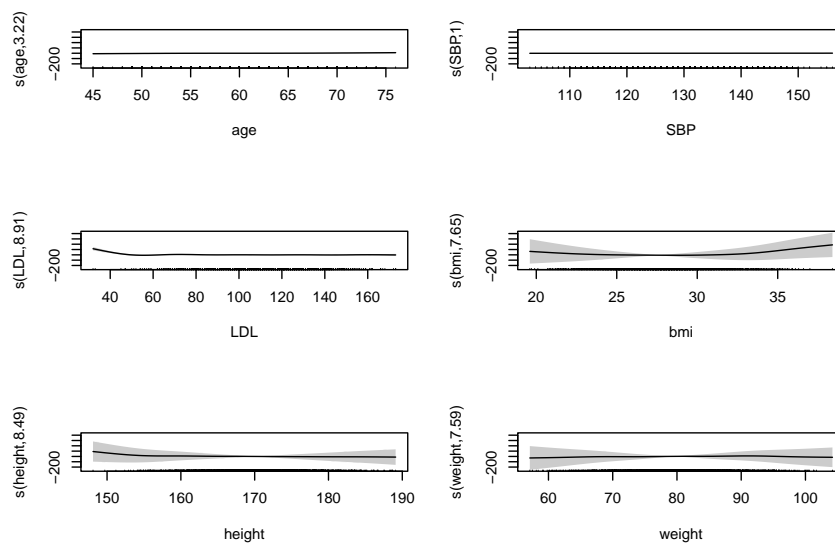 s(age,3.22)
-200
45 50 55 60 65 70 75
age
s(SBP,1)
-200
110 120 130 140 150
SBP
s(LDL,8.91)
-200
40 60 80 100 120 140 160
LDL
s(bmi,7.65)
-200
20 25 30 35
bmi
s(height,8.49)
-200
150 160 170 180 190
height
s(weight,7.59)
-200
60 70 80 90 100
weight